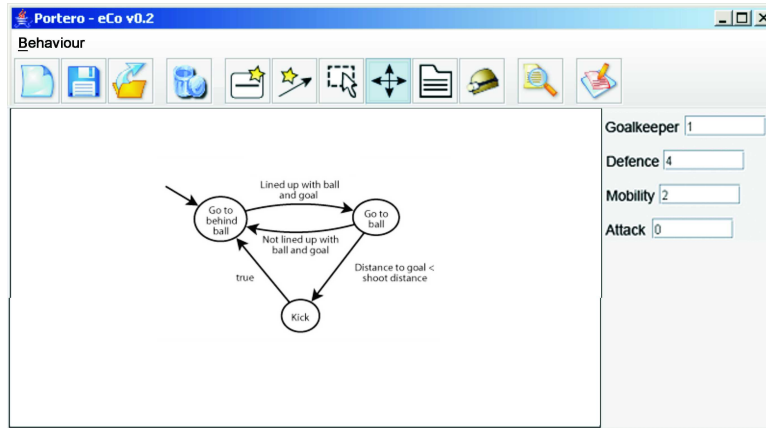 Portero - eCo v0.2
Behaviour
Goalkeeper 1
Defence 4
Mobility 2
Attack 0
Lined up with ball
and goal
Go to
behind
ball
Go to
ball
Not lined up with
ball and goal
Distance to goal <
shoot distance
true
Kick